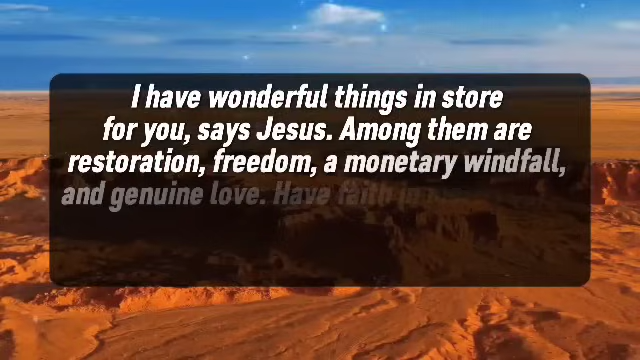 I have wonderful things in store
for you, says Jesus. Among them are
restoration, freedom, a monetary windfall,
and genuine love. Have faith in